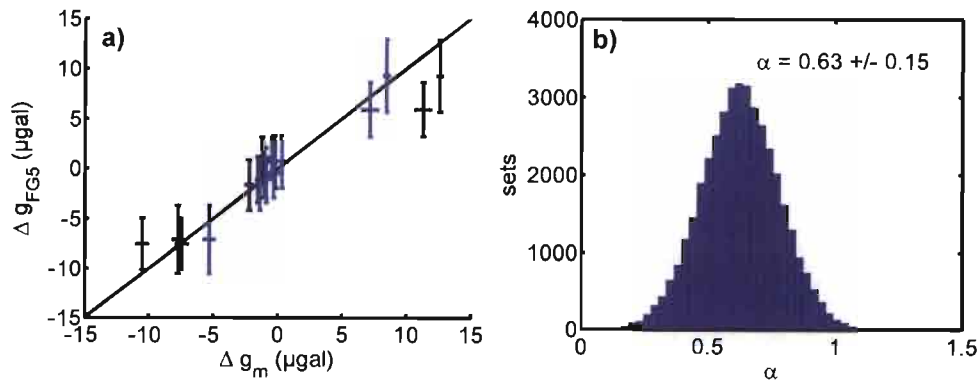 a)
15
10
5
0
-5
-10
-15
Δ g_FG5 (µgal)
-15 -10 -5 0 5 10 15
Δ g_m (µgal)
b)
α = 0.63 +/- 0.15
4000
3000
2000
1000
0
sets
0 0.5 1 1.5
α